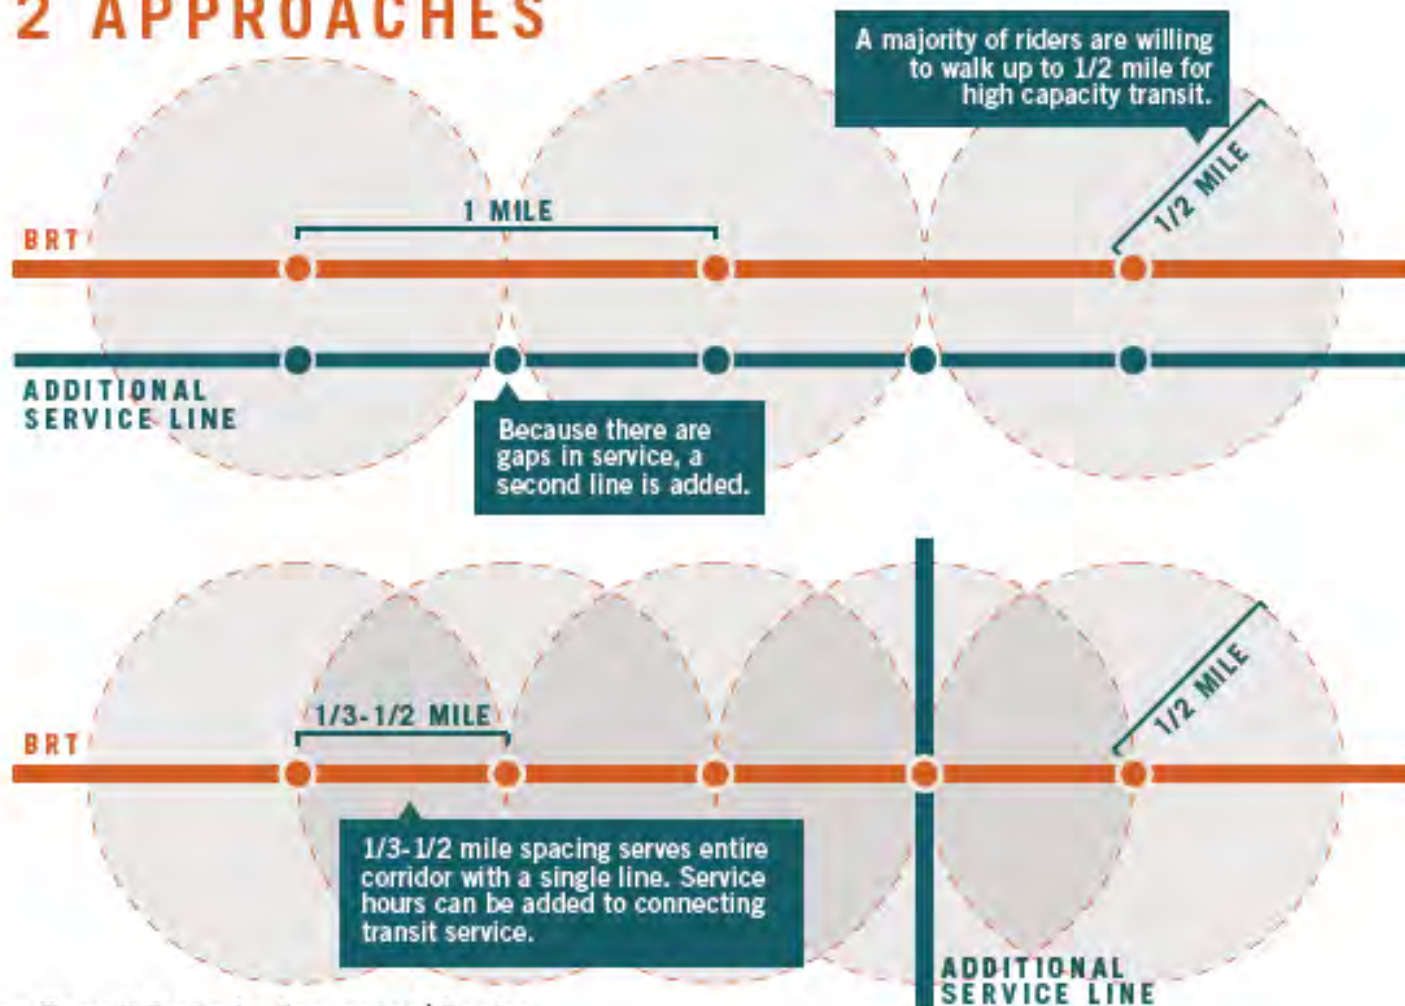 2 APPROACHES
A majority of riders are willing
to walk up to 1/2 mile for
high capacity transit.
1/2 MILE
1 MILE
BRT
ADDITIONAL
SERVICE LINE
Because there are
gaps in service, a
second line is added.
1/2 MILE
1/3-1/2 MILE
BRT
1/3-1/2 mile spacing serves entire
corridor with a single line. Service
hours can be added to connecting
transit service.
ADDITIONAL
SERVICE LINE